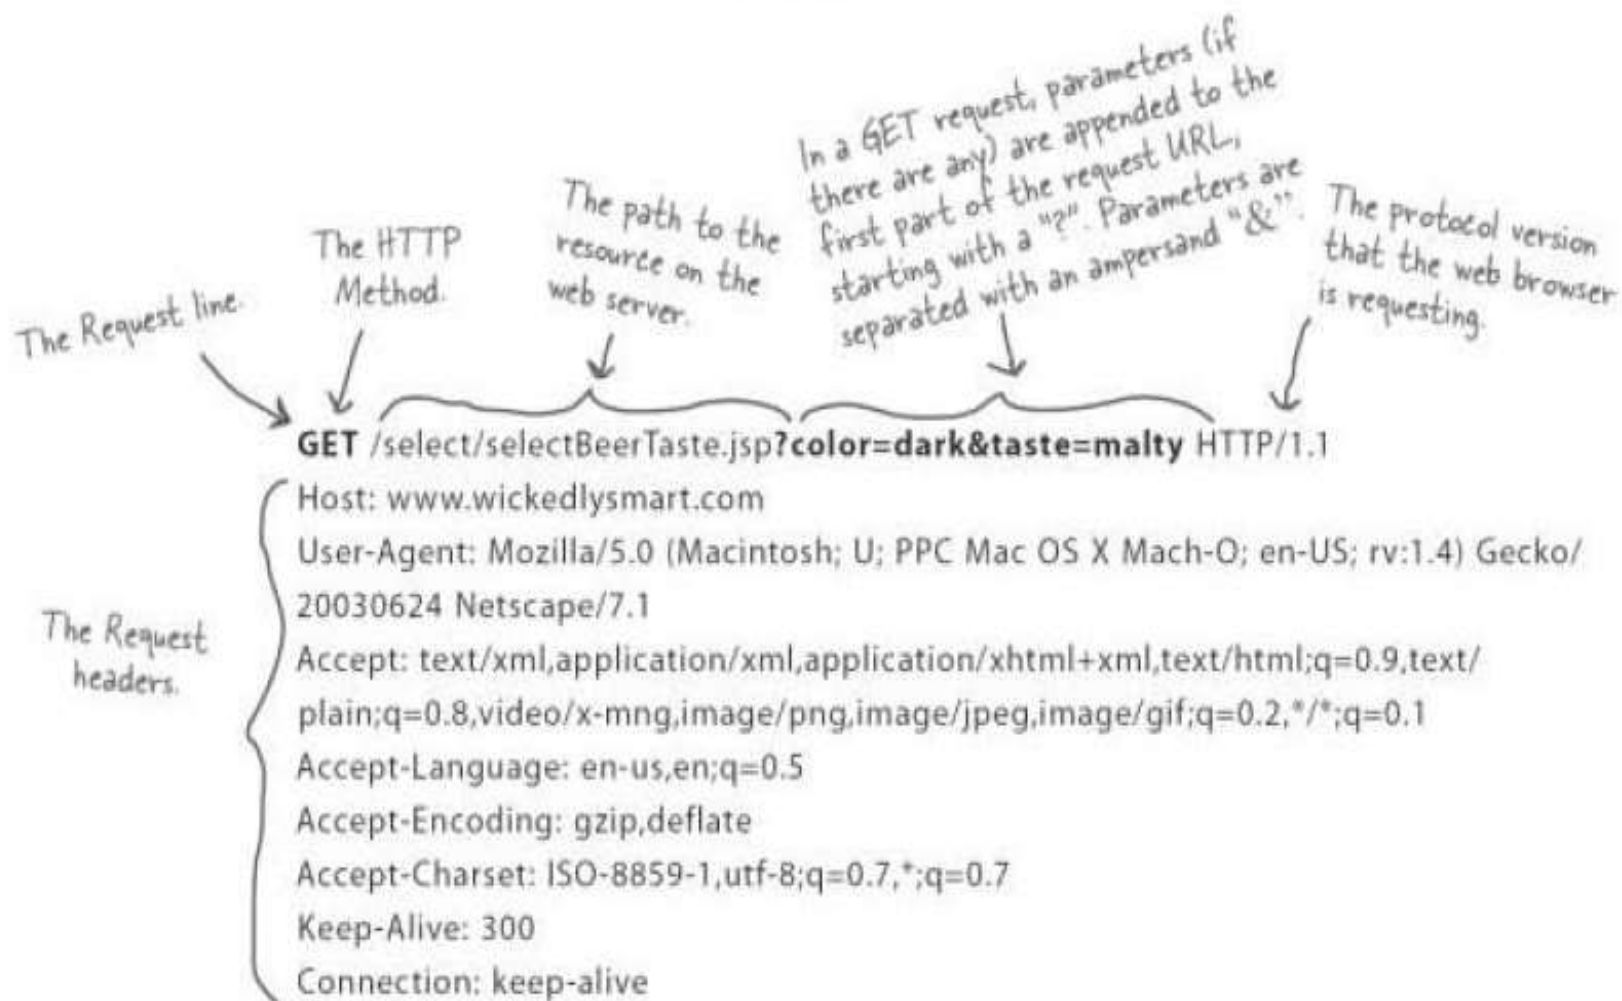 In a GET request, parameters (if
there are any) are appended to the
first part of the request URL,
starting with a "?". Parameters are
separated with an ampersand "&".
The path to the
resource on the
web server.
The protocol version
that the web browser
is requesting.
The HTTP
Method.
The Request line.
GET /select/selectBeerTaste.jsp?color=dark&taste=malty HTTP/1.1
Host: www.wickedlysmart.com
User-Agent: Mozilla/5.0 (Macintosh; U; PPC Mac OS X Mach-O; en-US; rv:1.4) Gecko/
20030624 Netscape/7.1
The Request
headers.
Accept: text/xml,application/xml,application/xhtml+xml,text/html;q=0.9,text/
plain;q=0.8,video/x-mng,image/png,image/jpeg,image/gif;q=0.2,*/*;q=0.1
Accept-Language: en-us,en;q=0.5
Accept-Encoding: gzip,deflate
Accept-Charset: ISO-8859-1,utf-8;q=0.7,*;q=0.7
Keep-Alive: 300
Connection: keep-alive